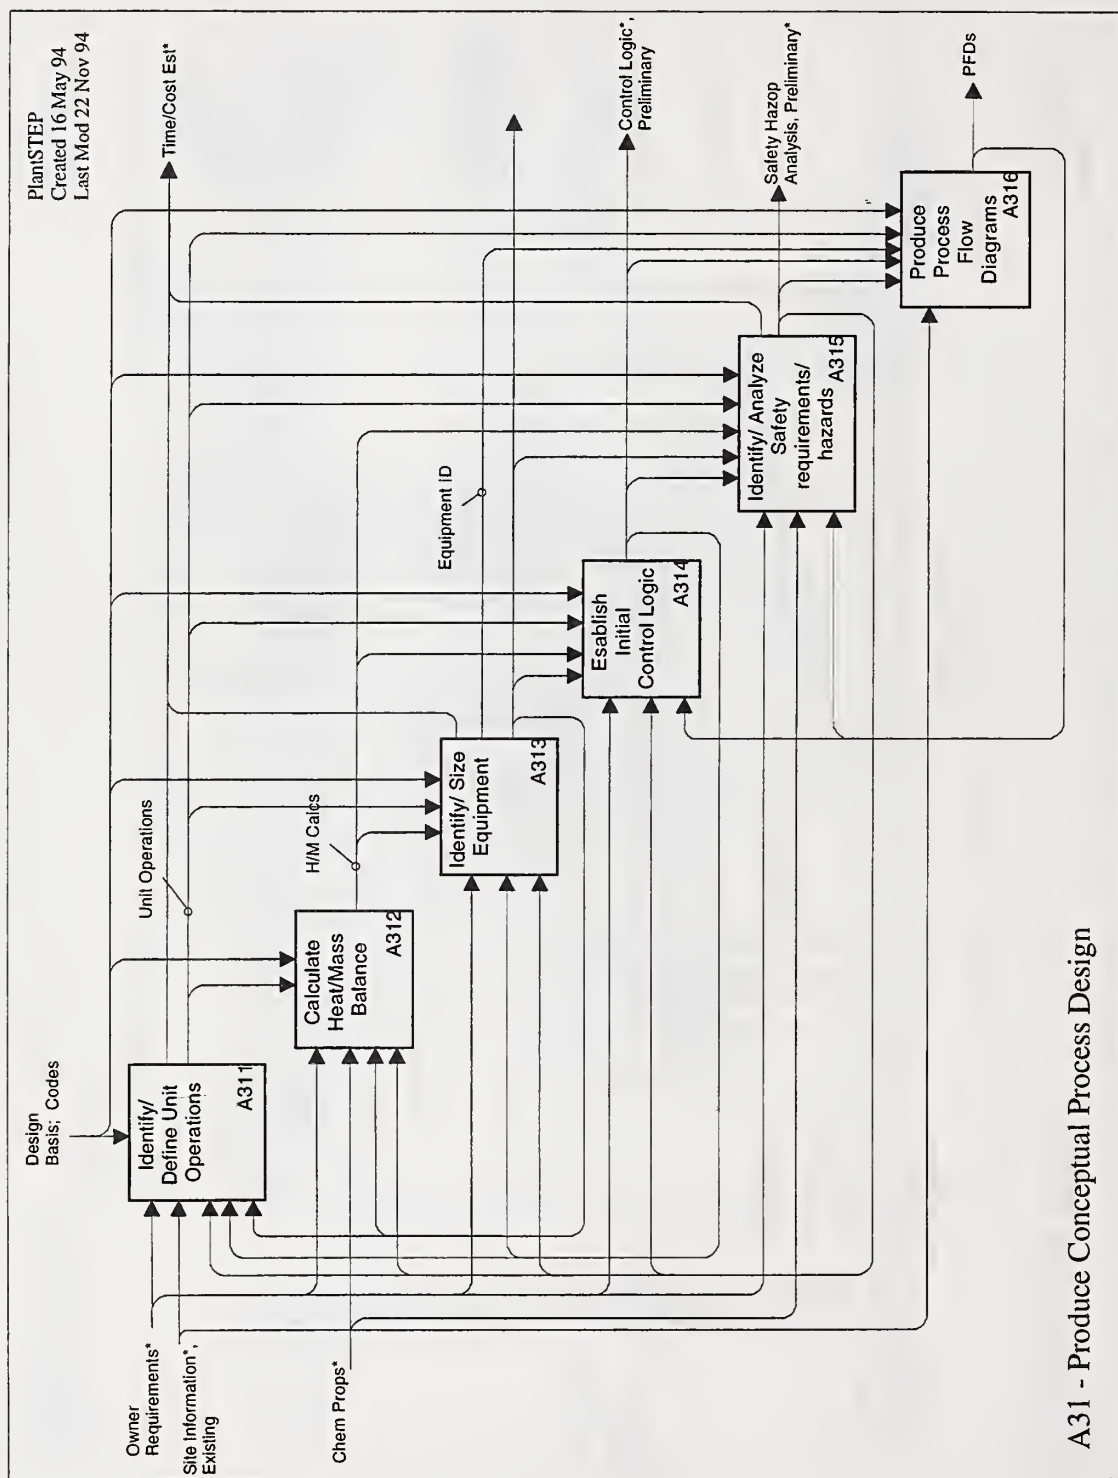 PlantSTEP
Created 16 May 94
Last Mod 22 Nov 94
Design
Basis; Codes
Time/Cost Est*
Unit Operations
Identify/
Define Unit
Operations
A311
Owner
Requirements*
Site Information*,
Existing
H/M Calcs
Calculate
Heat/Mass
Balance
A312
Chem Props*
Equipment ID
Identify/ Size
Equipment
A313
Control Logic*,
Preliminary
Esablish
Initial
Control Logic
A314
Safety Hazop
Analysis, Preliminary*
Identify/ Analyze
Safety
requirements/
hazards
A315
PFDs
Produce
Process
Flow
Diagrams
A316
A31 - Produce Conceptual Process Design